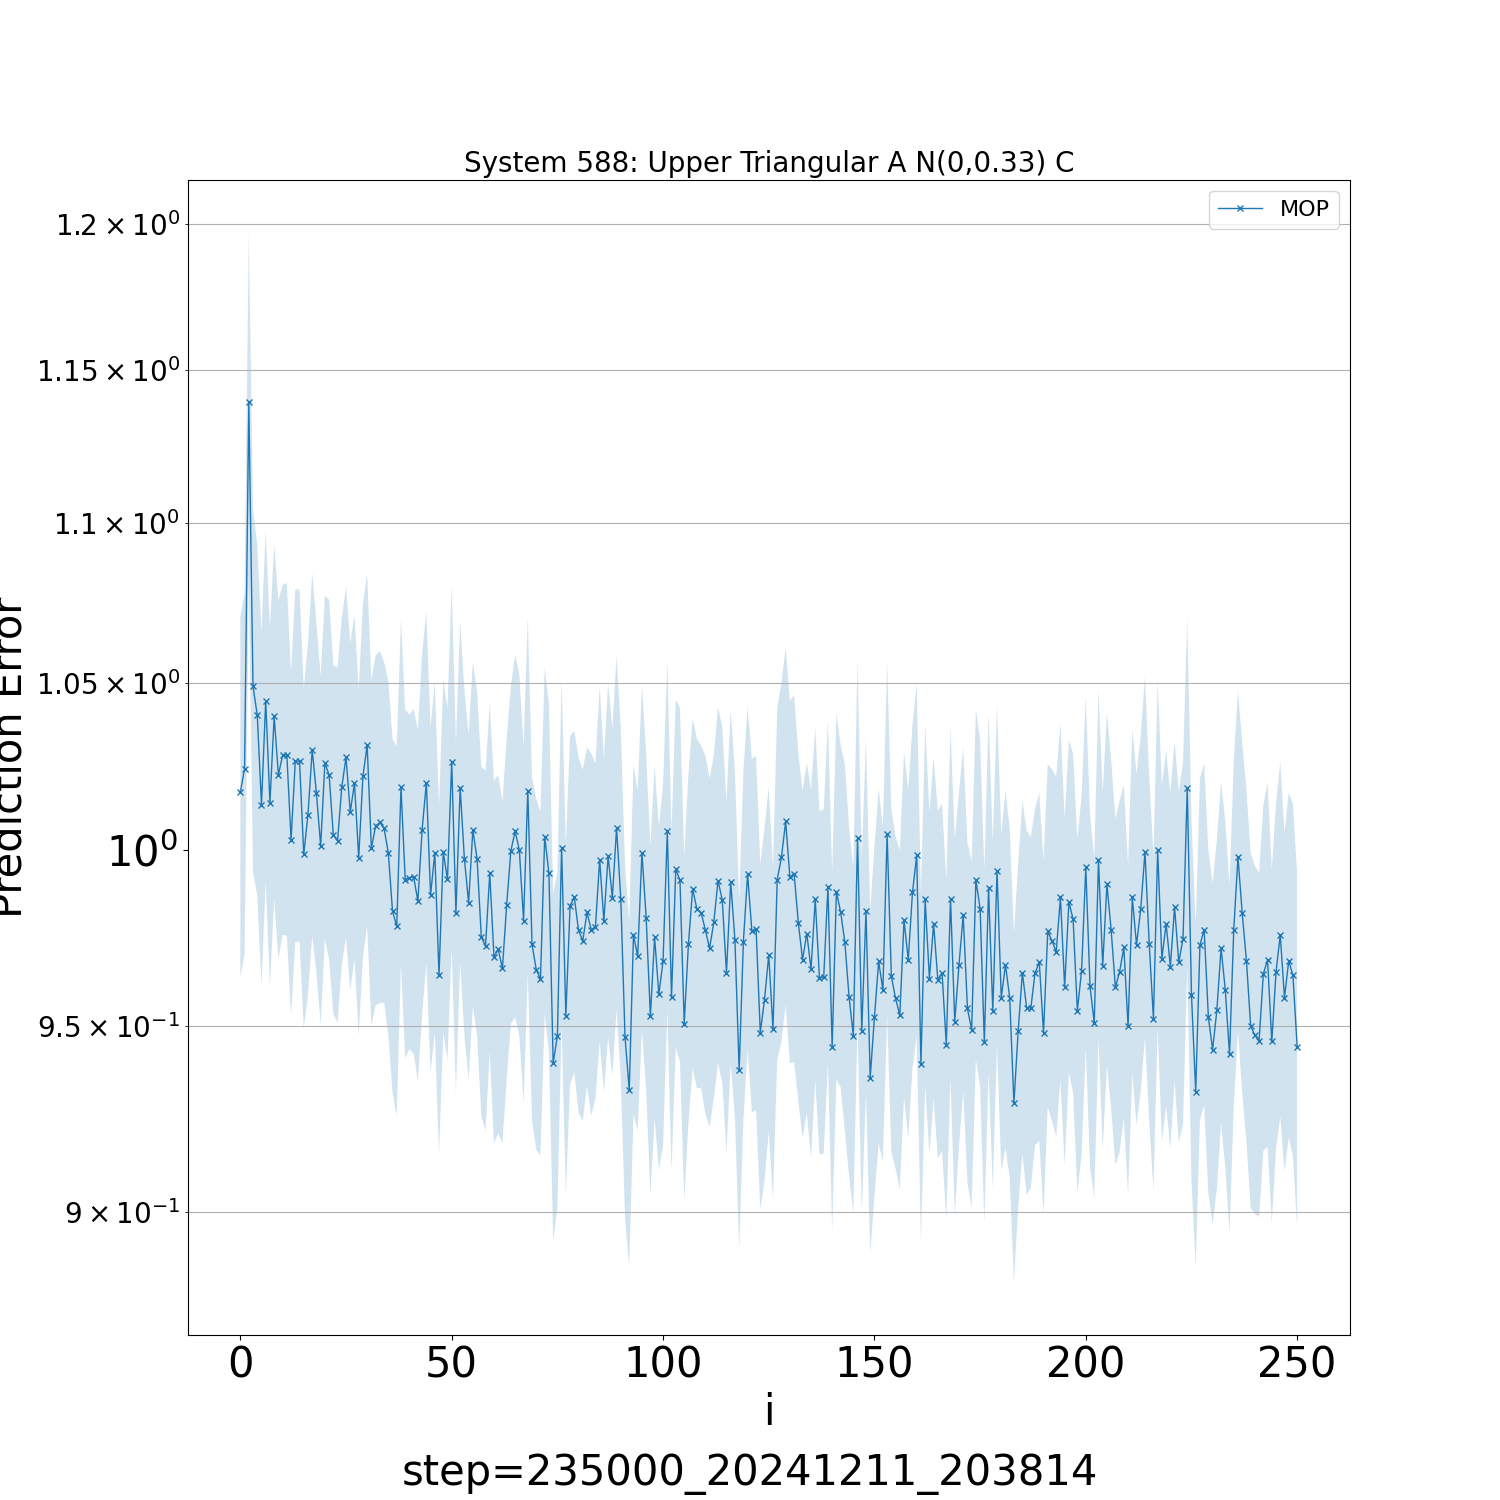 System 588: Upper Triangular A N(0,0.33) C
MOP
1.2 × 10⁰
1.15 × 10⁰
1.1 × 10⁰
1.05 × 10⁰
10⁰
9.5 × 10⁻¹
9 × 10⁻¹
Prediction Error
0 50 100 150 200 250
i
step=235000_20241211_203814